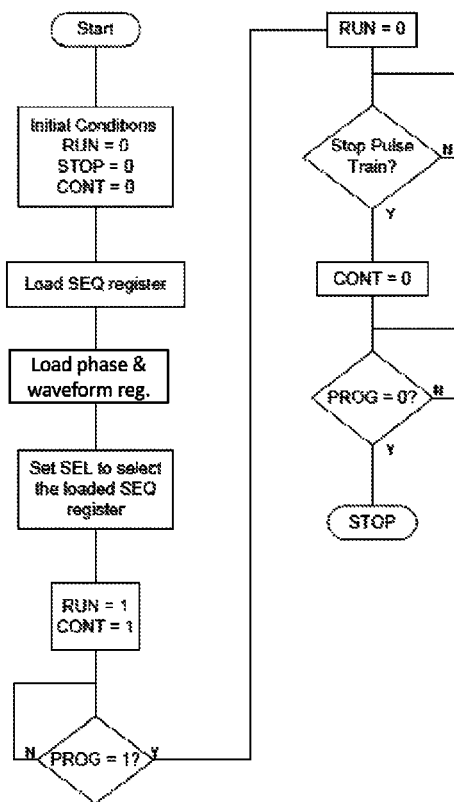 Start
Initial Conditions
RUN = 0
STOP = 0
CONT = 0
Load SEQ register
Load phase &
waveform reg.
Set SEL to select
the loaded SEQ
register
RUN = 1
CONT = 1
N
PROG = 1?
Y
RUN = 0
Stop Pulse
Train?
N
Y
CONT = 0
PROG = 0?
N
Y
STOP